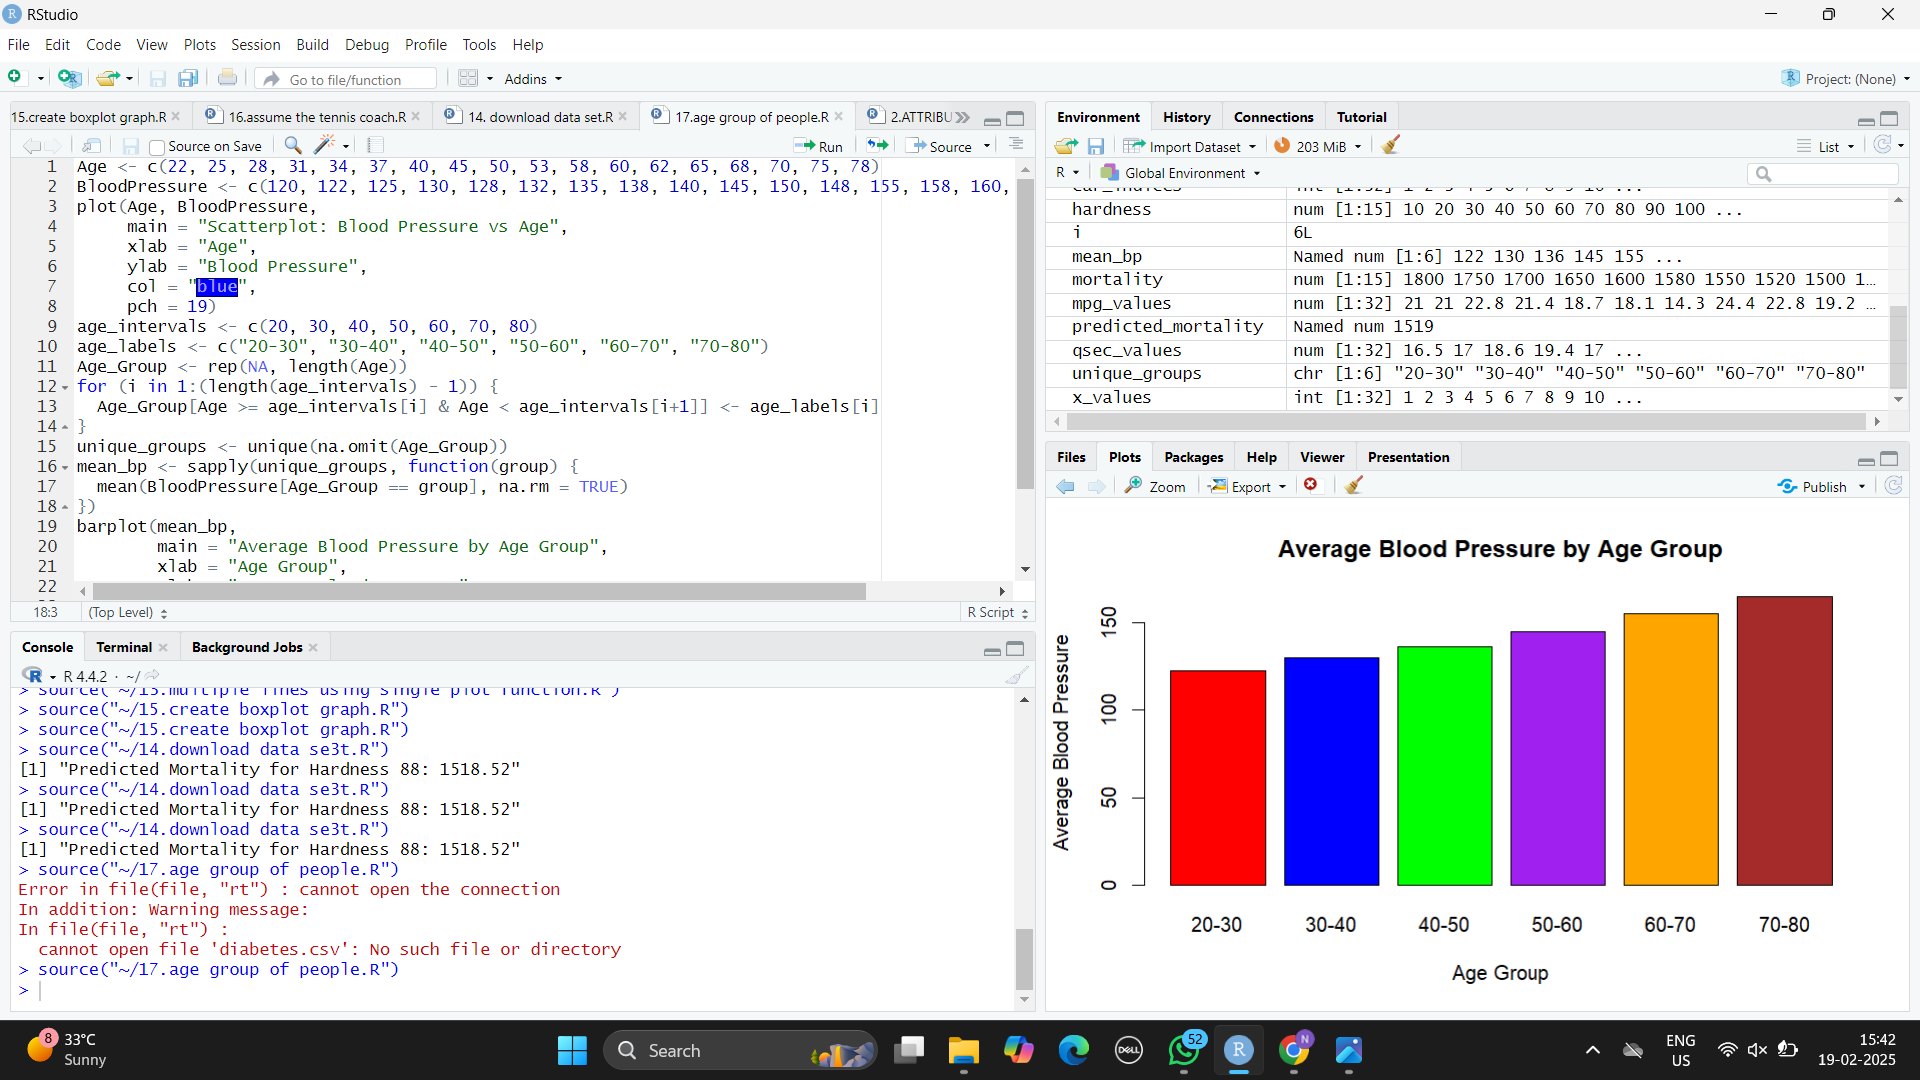 RStudio
File Edit Code View Plots Session Build Debug Profile Tools Help
Go to file/function Addins Project: (None)
15.create boxplot graph.R 16.assume the tennis coach.R 14. download data set.R 17.age group of people.R 2.ATTRIBU
Source on Save Run Source
1 Age <- c(22, 25, 28, 31, 34, 37, 40, 45, 50, 53, 58, 60, 62, 65, 68, 70, 75, 78)
2 BloodPressure <- c(120, 122, 125, 130, 128, 132, 135, 138, 140, 145, 150, 148, 155, 158, 160,
3 plot(Age, BloodPressure,
4 main = "Scatterplot: Blood Pressure vs Age",
5 xlab = "Age",
6 ylab = "Blood Pressure",
7 col = "blue",
8 pch = 19)
9 age_intervals <- c(20, 30, 40, 50, 60, 70, 80)
10 age_labels <- c("20-30", "30-40", "40-50", "50-60", "60-70", "70-80")
11 Age_Group <- rep(NA, length(Age))
12 for (i in 1:(length(age_intervals) - 1)) {
13 Age_Group[Age >= age_intervals[i] & Age < age_intervals[i+1]] <- age_labels[i]
14 }
15 unique_groups <- unique(na.omit(Age_Group))
16 mean_bp <- sapply(unique_groups, function(group) {
17 mean(BloodPressure[Age_Group == group], na.rm = TRUE)
18 })
19 barplot(mean_bp,
20 main = "Average Blood Pressure by Age Group",
21 xlab = "Age Group",
22
18:3 (Top Level) R Script
Console Terminal Background Jobs
R 4.4.2 · ~/
> source("~/13.multiple lines using single plot function.R")
> source("~/15.create boxplot graph.R")
> source("~/15.create boxplot graph.R")
> source("~/14.download data se3t.R")
[1] "Predicted Mortality for Hardness 88: 1518.52"
> source("~/14.download data se3t.R")
[1] "Predicted Mortality for Hardness 88: 1518.52"
> source("~/14.download data se3t.R")
[1] "Predicted Mortality for Hardness 88: 1518.52"
> source("~/17.age group of people.R")
Error in file(file, "rt") : cannot open the connection
In addition: Warning message:
In file(file, "rt") :
cannot open file 'diabetes.csv': No such file or directory
> source("~/17.age group of people.R")
>
Environment History Connections Tutorial
Import Dataset 203 MiB List
R Global Environment
car_indices int [1:32] 1 2 3 4 5 6 7 8 9 10 ...
hardness num [1:15] 10 20 30 40 50 60 70 80 90 100 ...
i 6L
mean_bp Named num [1:6] 122 130 136 145 155 ...
mortality num [1:15] 1800 1750 1700 1650 1600 1580 1550 1520 1500 1...
mpg_values num [1:32] 21 21 22.8 21.4 18.7 18.1 14.3 24.4 22.8 19.2 ...
predicted_mortality Named num 1519
qsec_values num [1:32] 16.5 17 18.6 19.4 17 ...
unique_groups chr [1:6] "20-30" "30-40" "40-50" "50-60" "60-70" "70-80"
x_values int [1:32] 1 2 3 4 5 6 7 8 9 10 ...
Files Plots Packages Help Viewer Presentation
Zoom Export Publish
Average Blood Pressure by Age Group
Average Blood Pressure
150
100
50
0
20-30 30-40 40-50 50-60 60-70 70-80
Age Group
8 33°C
Sunny
Search
DELL
52
R
N
ENG
US
15:42
19-02-2025